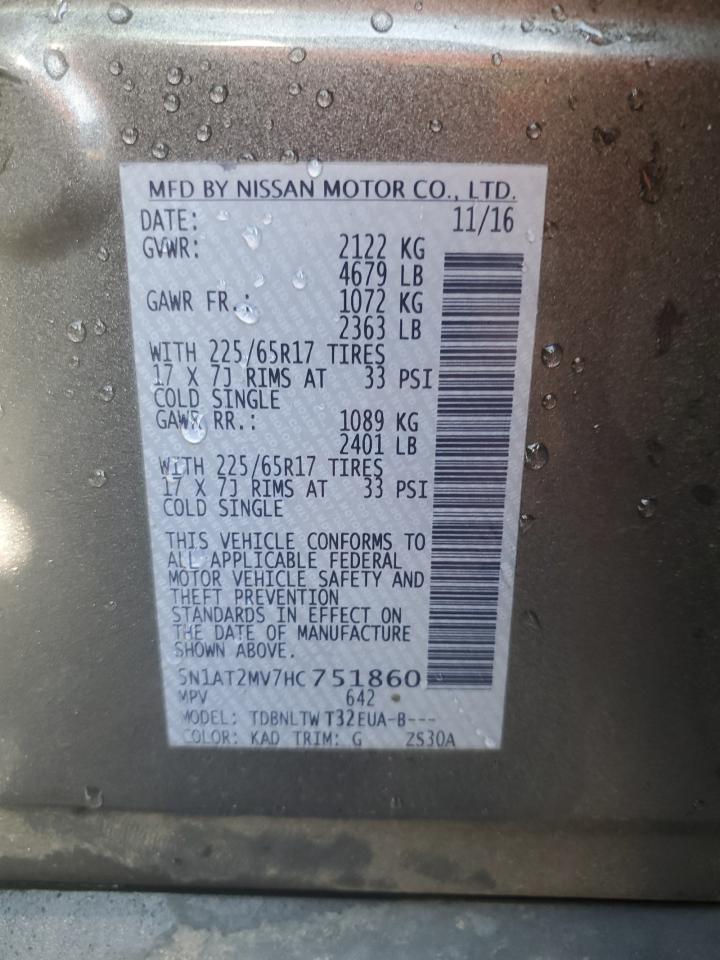 MFD BY NISSAN MOTOR CO., LTD.
DATE: 11/16
GVWR: 2122 KG
4679 LB
GAWR FR.: 1072 KG
2363 LB
WITH 225/65R17 TIRES
17 X 7J RIMS AT 33 PSI
COLD SINGLE
GAWR RR.: 1089 KG
2401 LB
WITH 225/65R17 TIRES
17 X 7J RIMS AT 33 PSI
COLD SINGLE
THIS VEHICLE CONFORMS TO
ALL APPLICABLE FEDERAL
MOTOR VEHICLE SAFETY AND
THEFT PREVENTION
STANDARDS IN EFFECT ON
THE DATE OF MANUFACTURE
SHOWN ABOVE.
5N1AT2MV7HC751860
MPV 642
MODEL: TDBNLTW T32EUA-B---
COLOR: KAD TRIM: G ZS30A